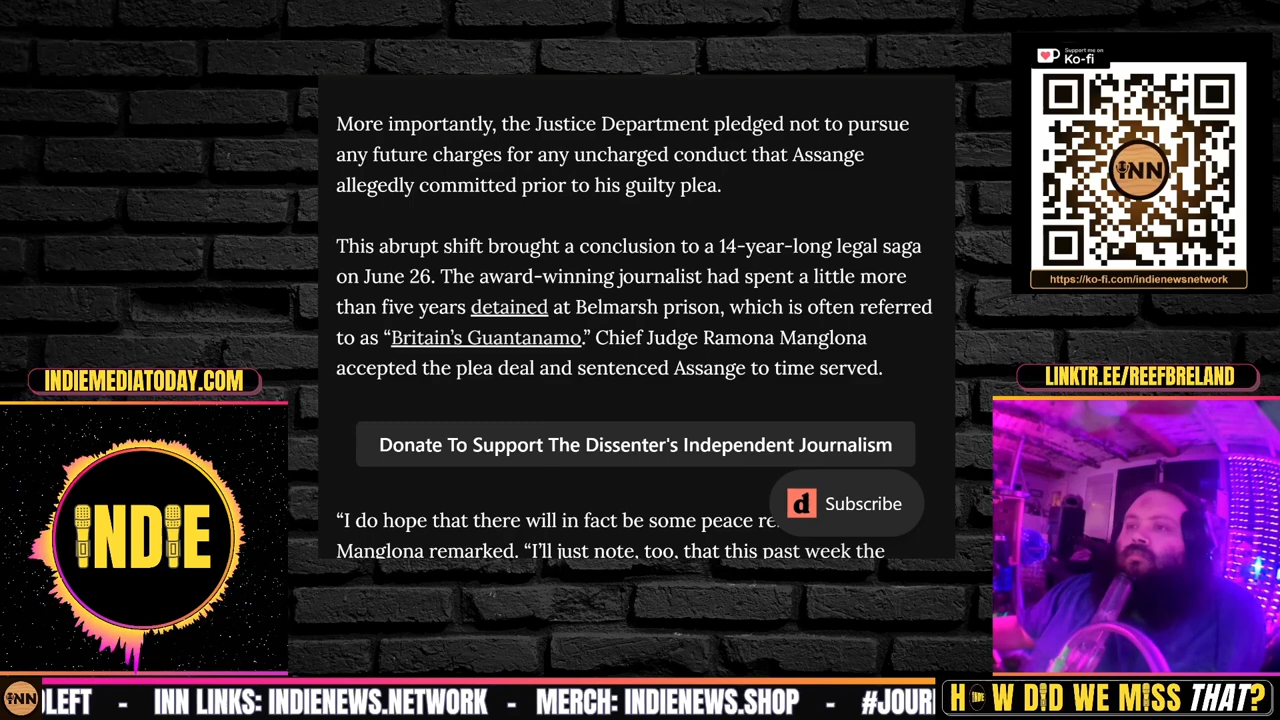 More importantly, the Justice Department pledged not to pursue
any future charges for any uncharged conduct that Assange
allegedly committed prior to his guilty plea.
This abrupt shift brought a conclusion to a 14-year-long legal saga
on June 26. The award-winning journalist had spent a little more
than five years detained at Belmarsh prison, which is often referred
to as “Britain’s Guantanamo.” Chief Judge Ramona Manglona
accepted the plea deal and sentenced Assange to time served.
Donate To Support The Dissenter's Independent Journalism
d Subscribe
“I do hope that there will in fact be some peace re
Manglona remarked. “I’ll just note, too, that this past week the
Support me on
Ko-fi
INN
https://ko-fi.com/indienewsnetwork
INDIEMEDIATODAY.COM
INDIE
LINKTR.EE/REEFBRELAND
INN
DLEFT - INN LINKS: INDIENEWS.NETWORK - MERCH: INDIENEWS.SHOP - #JOUR
HOW DID WE MISS THAT?